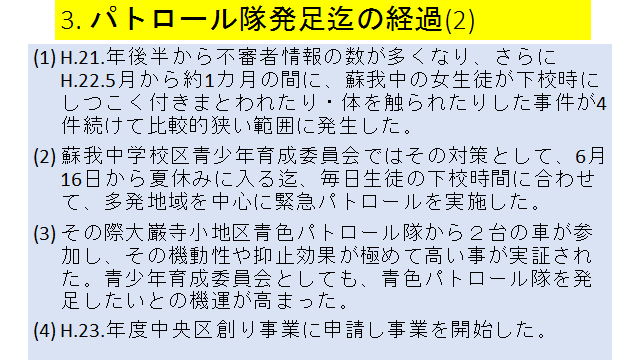 3. パトロール隊発足迄の経過(2)
(1) H.21.年後半から不審者情報の数が多くなり、さらに
H.22.5月から約1カ月の間に、蘇我中の女生徒が下校時に
しつこく付きまとわれたり・体を触られたりした事件が4
件続けて比較的狭い範囲に発生した。
(2) 蘇我中学校区青少年育成委員会ではその対策として、6月
16日から夏休みに入る迄、毎日生徒の下校時間に合わせ
て、多発地域を中心に緊急パトロールを実施した。
(3) その際大巌寺小地区青色パトロール隊から２台の車が参
加し、その機動性や抑止効果が極めて高い事が実証され
た。青少年育成委員会としても、青色パトロール隊を発
足したいとの機運が高まった。
(4) H.23.年度中央区創り事業に申請し事業を開始した。